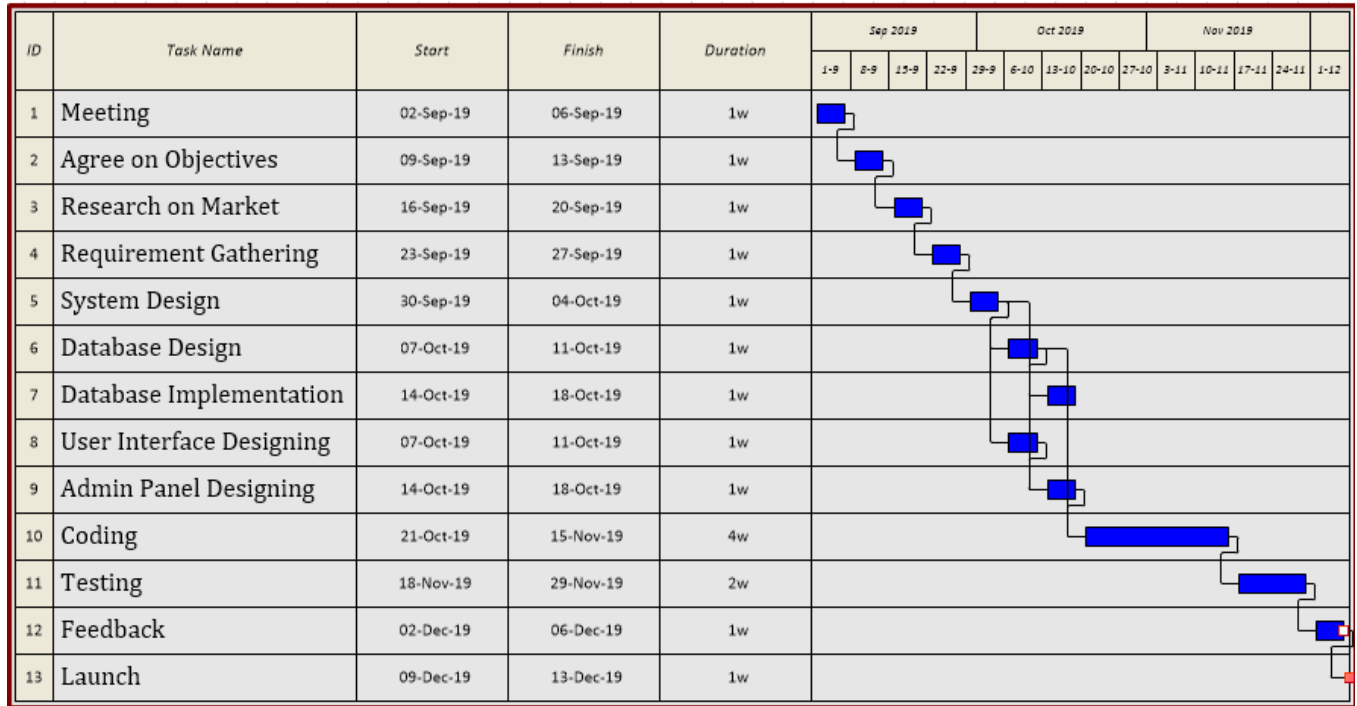 ID Task Name Start Finish Duration Sep 2019 Oct 2019 Nov 2019
1-9 8-9 15-9 22-9 29-9 6-10 13-10 20-10 27-10 3-11 10-11 17-11 24-11 1-12
1 Meeting 02-Sep-19 06-Sep-19 1w
2 Agree on Objectives 09-Sep-19 13-Sep-19 1w
3 Research on Market 16-Sep-19 20-Sep-19 1w
4 Requirement Gathering 23-Sep-19 27-Sep-19 1w
5 System Design 30-Sep-19 04-Oct-19 1w
6 Database Design 07-Oct-19 11-Oct-19 1w
7 Database Implementation 14-Oct-19 18-Oct-19 1w
8 User Interface Designing 07-Oct-19 11-Oct-19 1w
9 Admin Panel Designing 14-Oct-19 18-Oct-19 1w
10 Coding 21-Oct-19 15-Nov-19 4w
11 Testing 18-Nov-19 29-Nov-19 2w
12 Feedback 02-Dec-19 06-Dec-19 1w
13 Launch 09-Dec-19 13-Dec-19 1w